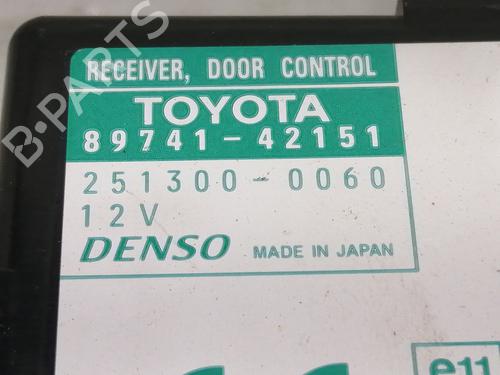 B-PARTS
RECEIVER, DOOR CONTROL
TOYOTA
89741-42151
251300-0060
12V
DENSO MADE IN JAPAN
e11